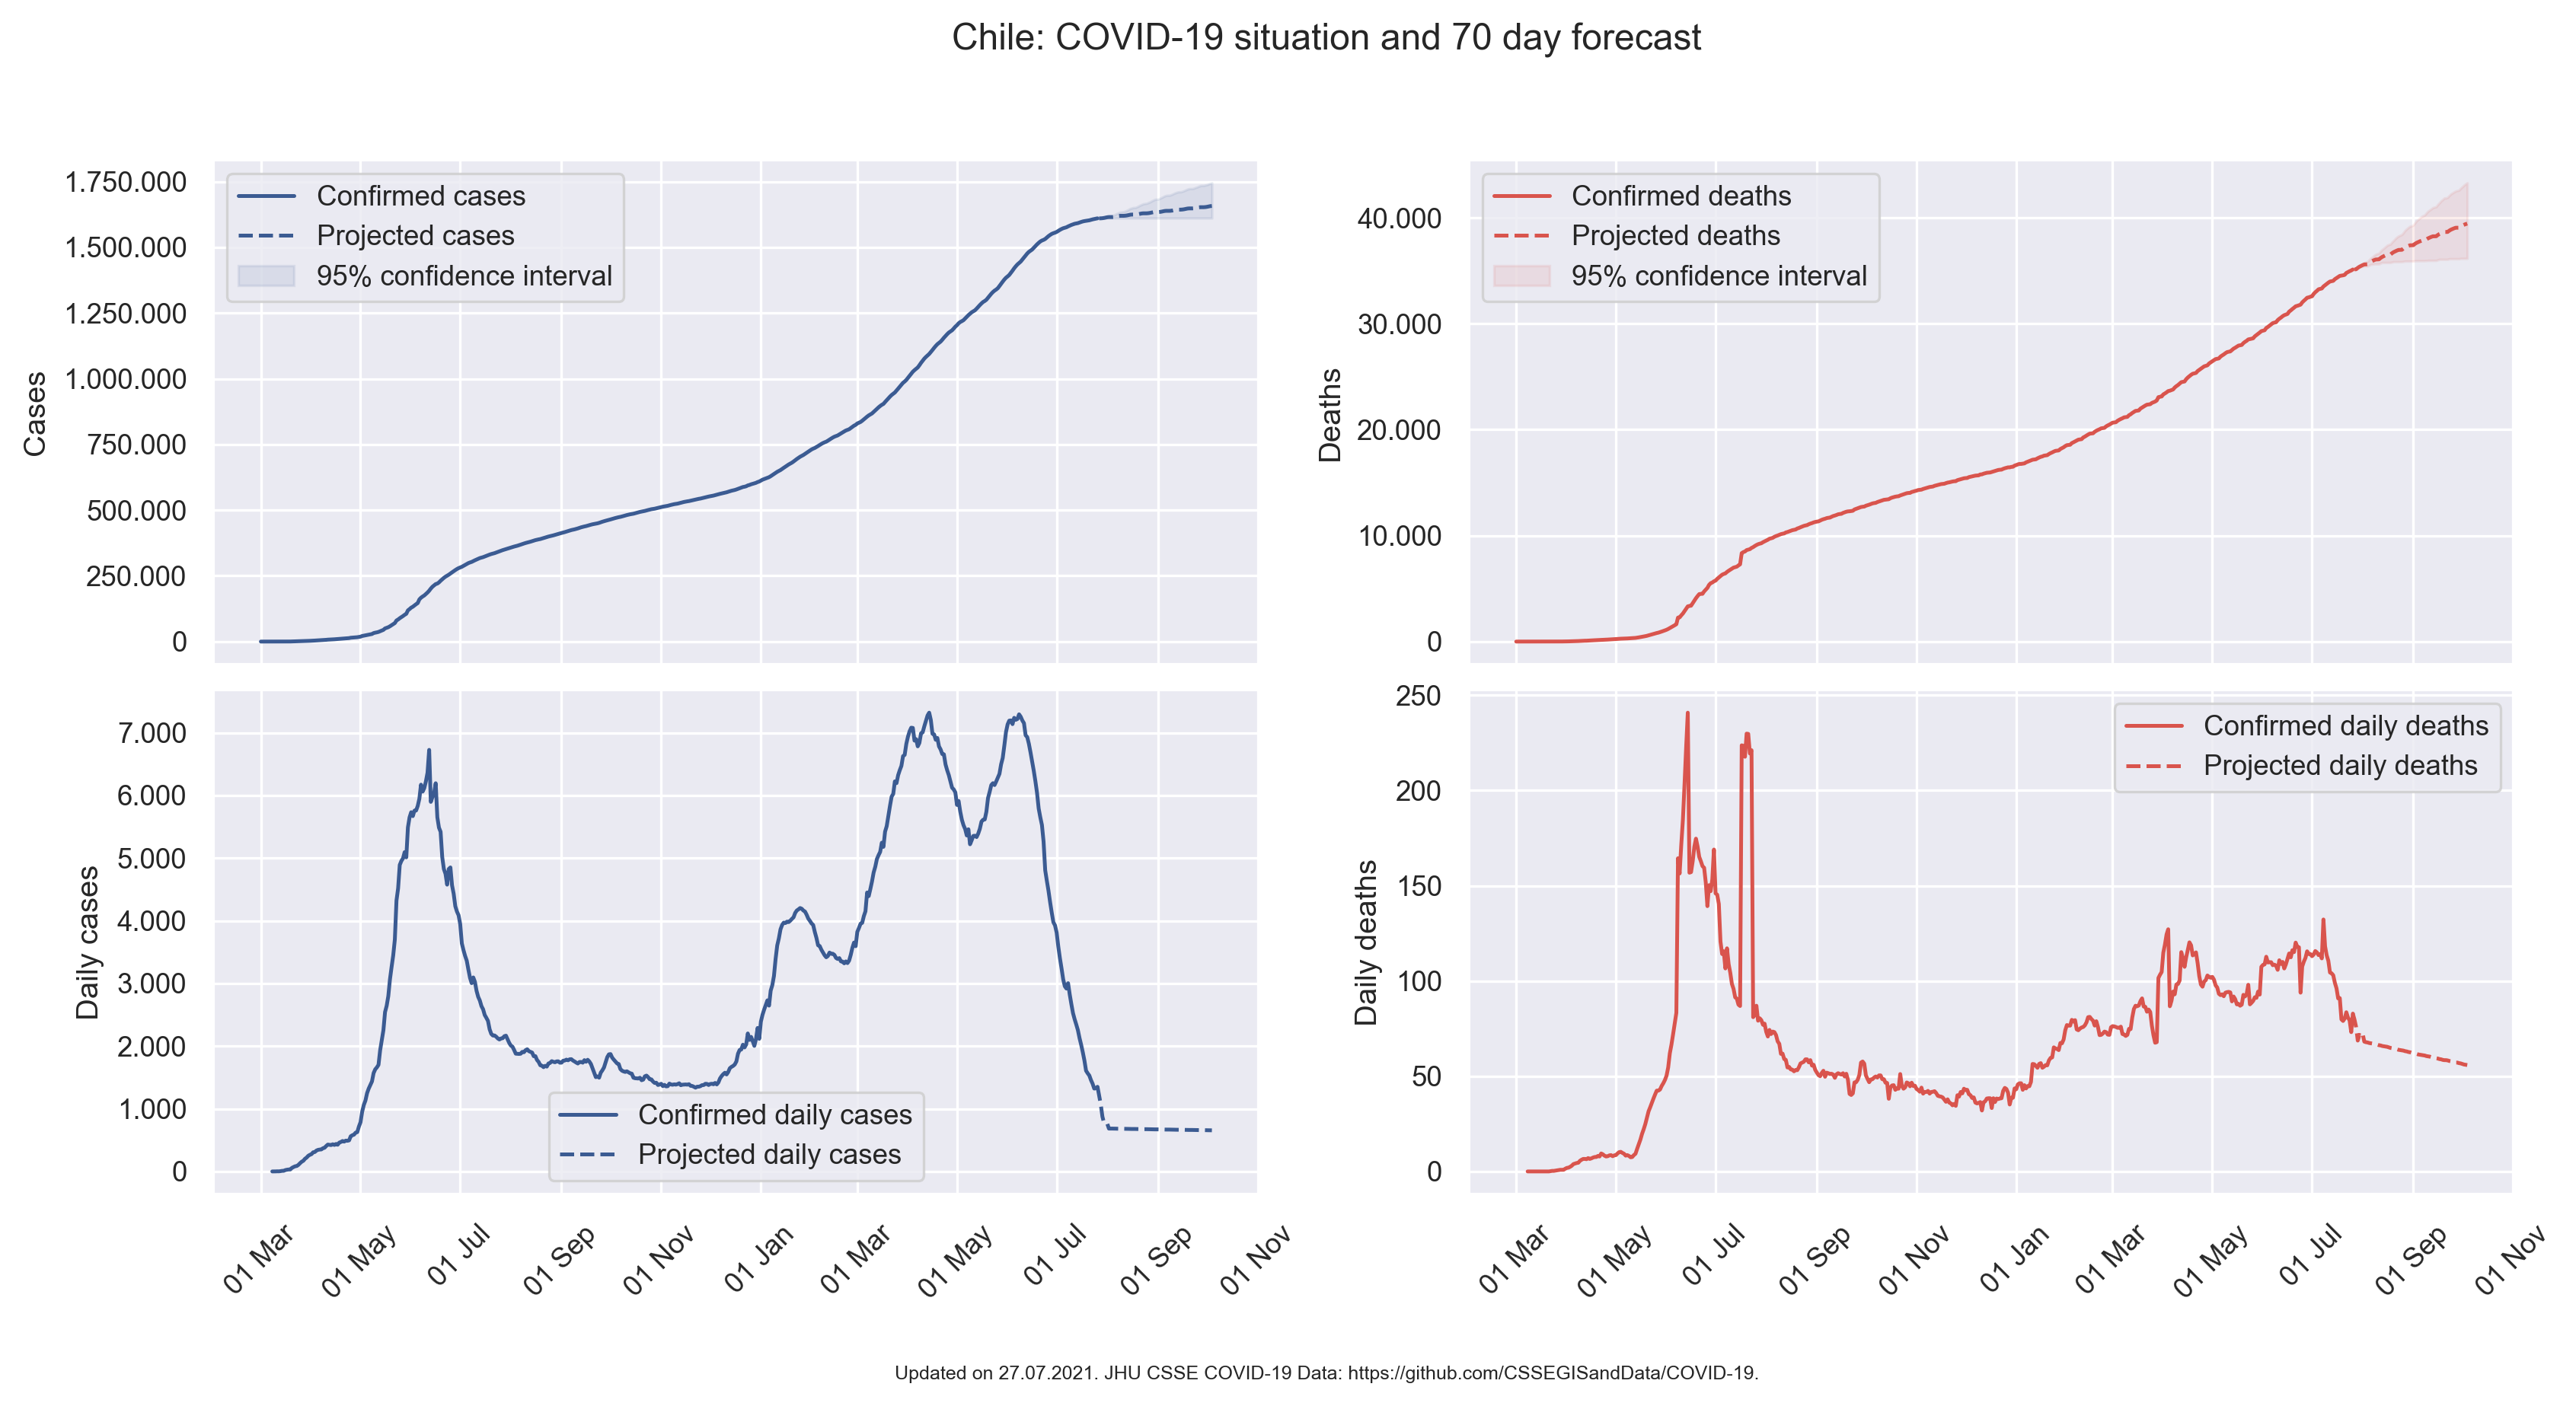 Chile: COVID-19 situation and 70 day forecast
Cases
1.750.000
1.500.000
1.250.000
1.000.000
750.000
500.000
250.000
0
Confirmed cases
Projected cases
95% confidence interval
Deaths
40.000
30.000
20.000
10.000
0
Confirmed deaths
Projected deaths
95% confidence interval
Daily cases
7.000
6.000
5.000
4.000
3.000
2.000
1.000
0
Confirmed daily cases
Projected daily cases
01 Mar
01 May
01 Jul
01 Sep
01 Nov
01 Jan
01 Mar
01 May
01 Jul
01 Sep
01 Nov
Daily deaths
250
200
150
100
50
0
Confirmed daily deaths
Projected daily deaths
01 Mar
01 May
01 Jul
01 Sep
01 Nov
01 Jan
01 Mar
01 May
01 Jul
01 Sep
01 Nov
Updated on 27.07.2021. JHU CSSE COVID-19 Data: https://github.com/CSSEGISandData/COVID-19.